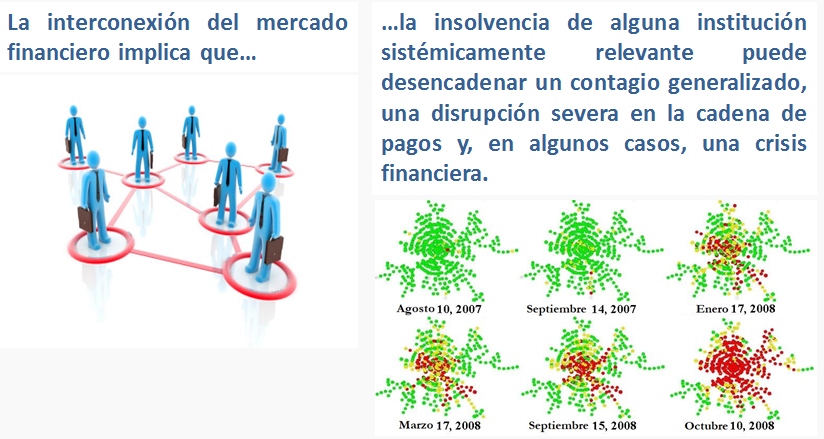 La interconexión del mercado
financiero implica que...
...la insolvencia de alguna institución
sistémicamente relevante puede
desencadenar un contagio generalizado,
una disrupción severa en la cadena de
pagos y, en algunos casos, una crisis
financiera.
Agosto 10, 2007
Septiembre 14, 2007
Enero 17, 2008
Marzo 17, 2008
Septiembre 15, 2008
Octubre 10, 2008